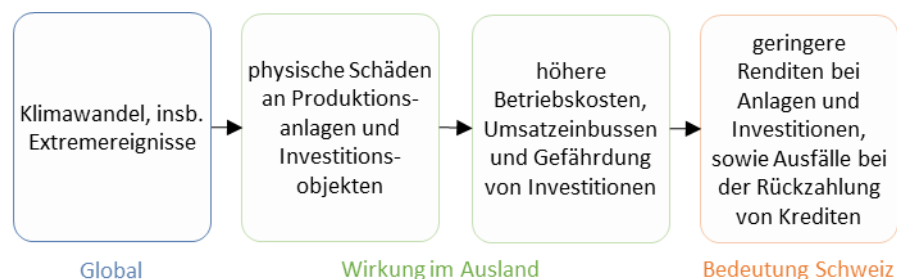 Klimawandel, insb.
Extremereignisse
physische Schäden
an Produktions-
anlagen und
Investitions-
objekten
höhere
Betriebskosten,
Umsatzeinbussen
und Gefährdung
von Investitionen
geringere
Renditen bei
Anlagen und
Investitionen,
sowie Ausfälle bei
der Rückzahlung
von Krediten
Global
Wirkung im Ausland
Bedeutung Schweiz